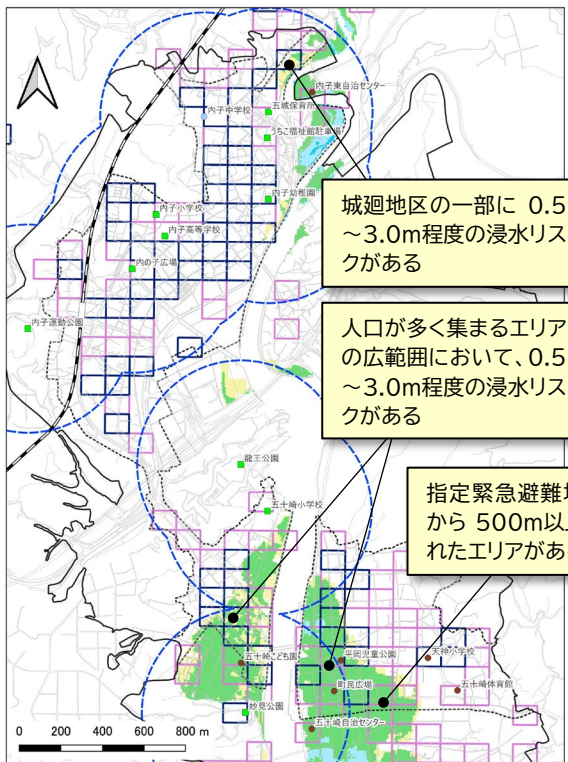 内子東自治センター
五城保育所
内子中学校
うちこ福祉館駐車場
内子幼稚園
城廻地区の一部に 0.5
~3.0m程度の浸水リス
クがある
内子小学校
内子高等学校
内の子広場
内子運動公園
人口が多く集まるエリア
の広範囲において、0.5
~3.0m程度の浸水リス
クがある
龍王公園
指定緊急避難
から 500m以
れたエリアがあ
五十崎小学校
平岡児童公園
天神小学校
五十崎こども園
町民広場
五十崎体育館
妙見公園
五十崎自治センター
0 200 400 600 800 m